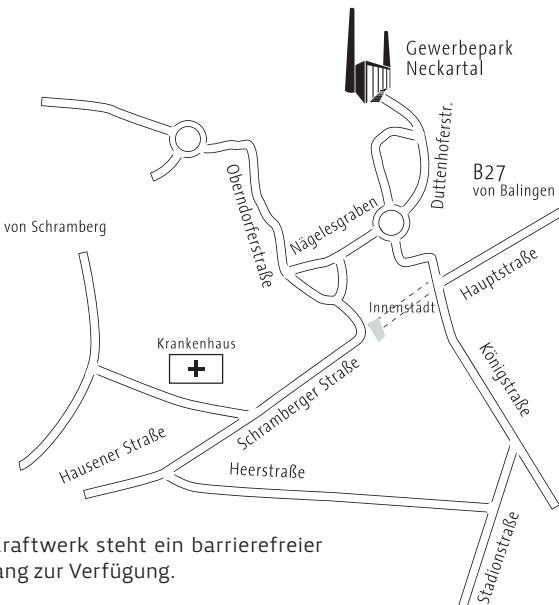 Gewerbepark
Neckartal
Duttenhoferstr.
B27
von Balingen
Oberndorferstraße
Nägelesgraben
von Schramberg
Hauptstraße
Innenstadt
Krankenhaus
Schramberger Straße
Königstraße
Hausener Straße
Heerstraße
Stadionstraße
Kraftwerk steht ein barrierefreier
ang zur Verfügung.